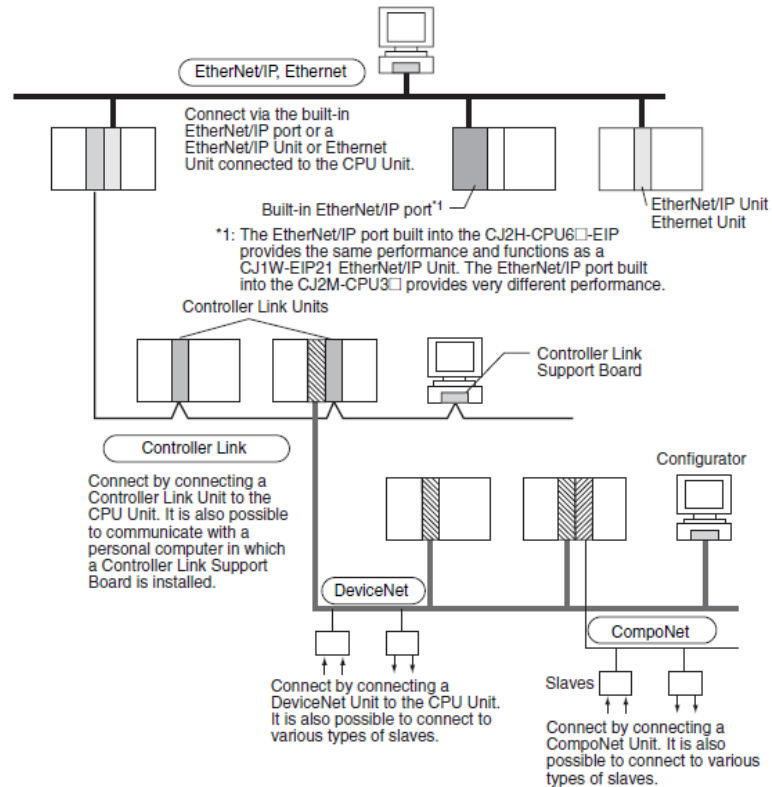 EtherNet/IP, Ethernet
Connect via the built-in
EtherNet/IP port or a
EtherNet/IP Unit or Ethernet
Unit connected to the CPU Unit.
Built-in EtherNet/IP port*1
EtherNet/IP Unit
Ethernet Unit
*1: The EtherNet/IP port built into the CJ2H-CPU6□-EIP
provides the same performance and functions as a
CJ1W-EIP21 EtherNet/IP Unit. The EtherNet/IP port built
into the CJ2M-CPU3□ provides very different performance.
Controller Link Units
Controller Link
Support Board
Controller Link
Connect by connecting a
Controller Link Unit to the
CPU Unit. It is also possible
to communicate with a
personal computer in which
a Controller Link Support
Board is installed.
Configurator
DeviceNet
CompoNet
Connect by connecting a
DeviceNet Unit to the CPU Unit.
It is also possible to connect to
various types of slaves.
Slaves
Connect by connecting a
CompoNet Unit. It is also
possible to connect to various
types of slaves.